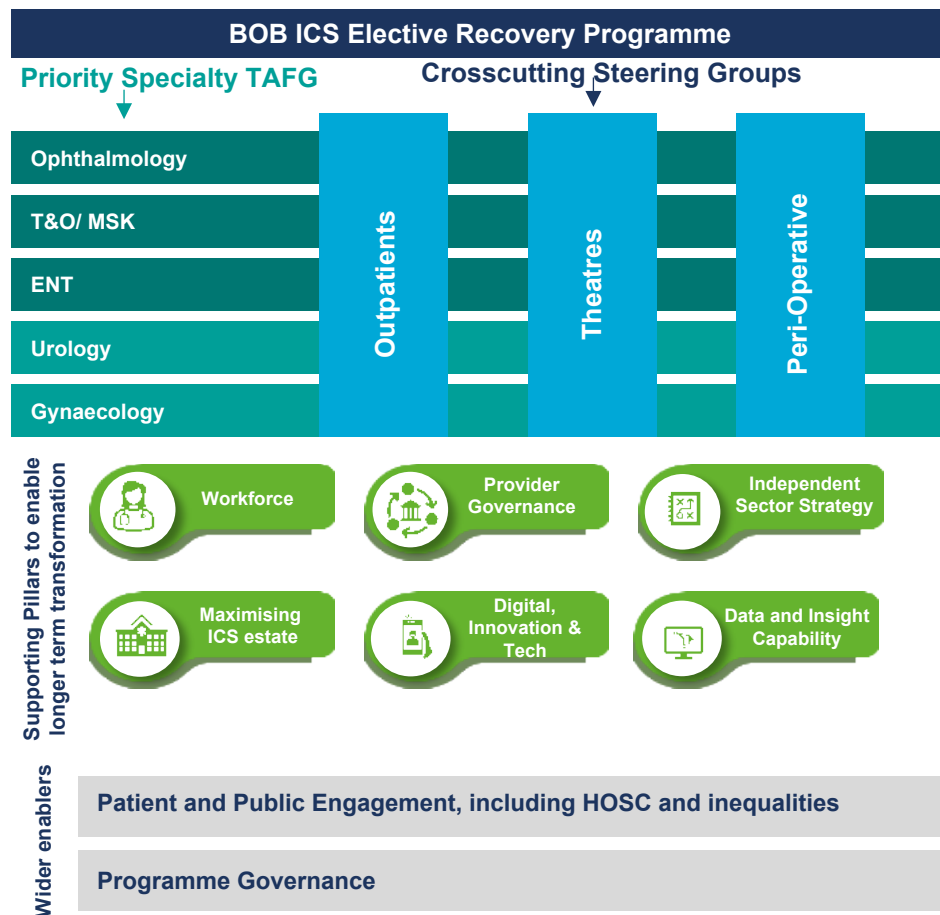 BOB ICS Elective Recovery Programme
Priority Specialty TAFG
Crosscutting Steering Groups
Ophthalmology
T&O/ MSK
ENT
Urology
Gynaecology
Outpatients
Theatres
Peri-Operative
Supporting Pillars to enable
longer term transformation
Workforce
Provider
Governance
Independent
Sector Strategy
Maximising
ICS estate
Digital,
Innovation &
Tech
Data and Insight
Capability
Wider enablers
Patient and Public Engagement, including HOSC and inequalities
Programme Governance